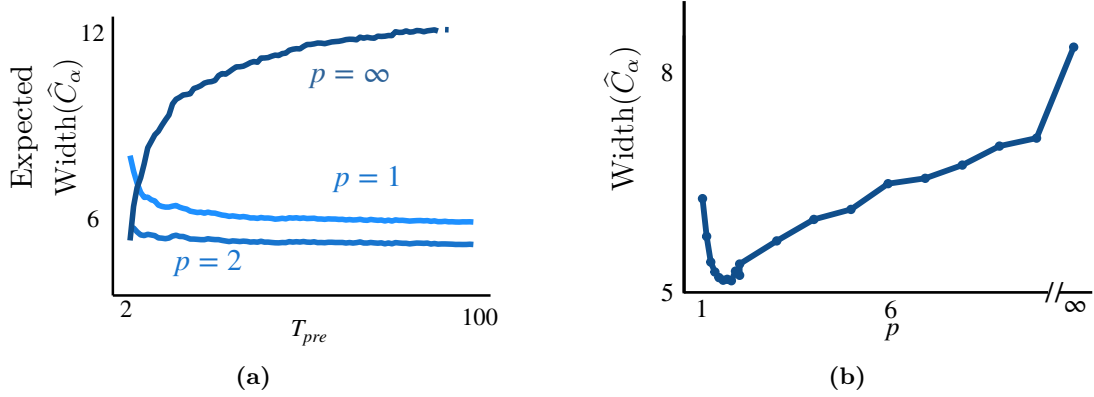 Expected
Width(Ĉ_α)
12
6
p = ∞
p = 1
p = 2
2
100
T_pre
(a)
Width(Ĉ_α)
8
5
1
6
∞
p
(b)